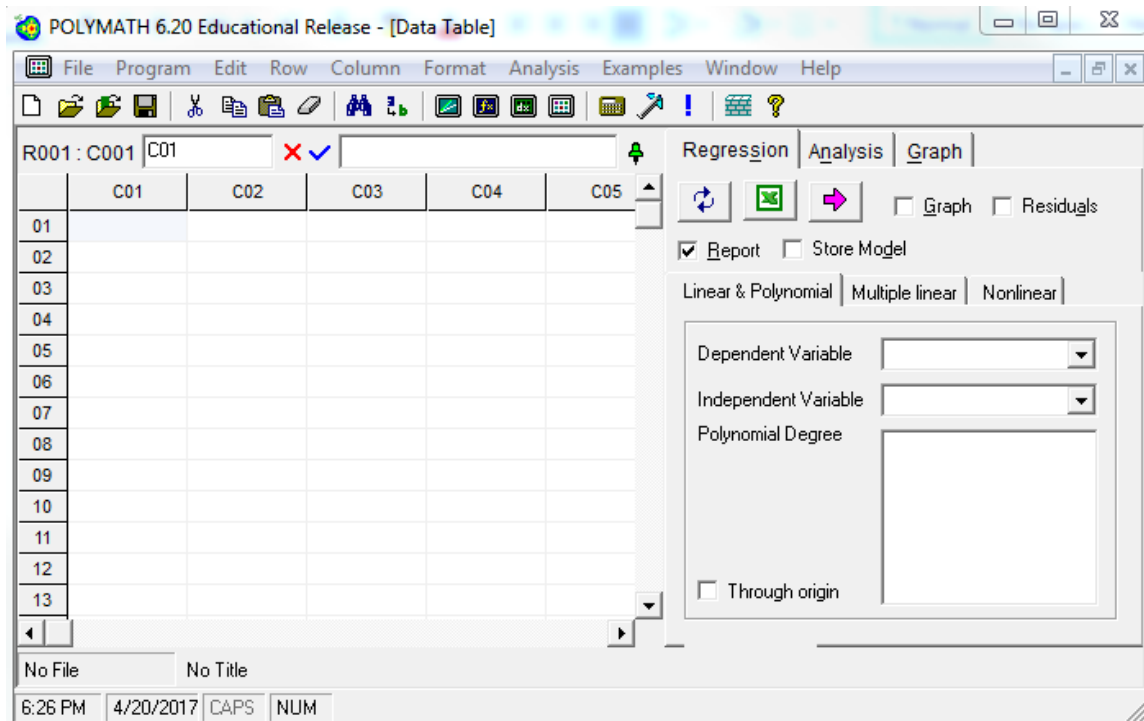 POLYMATH 6.20 Educational Release - [Data Table]
File Program Edit Row Column Format Analysis Examples Window Help
R001 : C001 C01
Regression Analysis Graph
C01 C02 C03 C04 C05
Graph Residuals
Report Store Model
Linear & Polynomial Multiple linear Nonlinear
01
02
03
04
05
06
07
08
09
10
11
12
13
Dependent Variable
Independent Variable
Polynomial Degree
Through origin
No File No Title
6:26 PM 4/20/2017 CAPS NUM